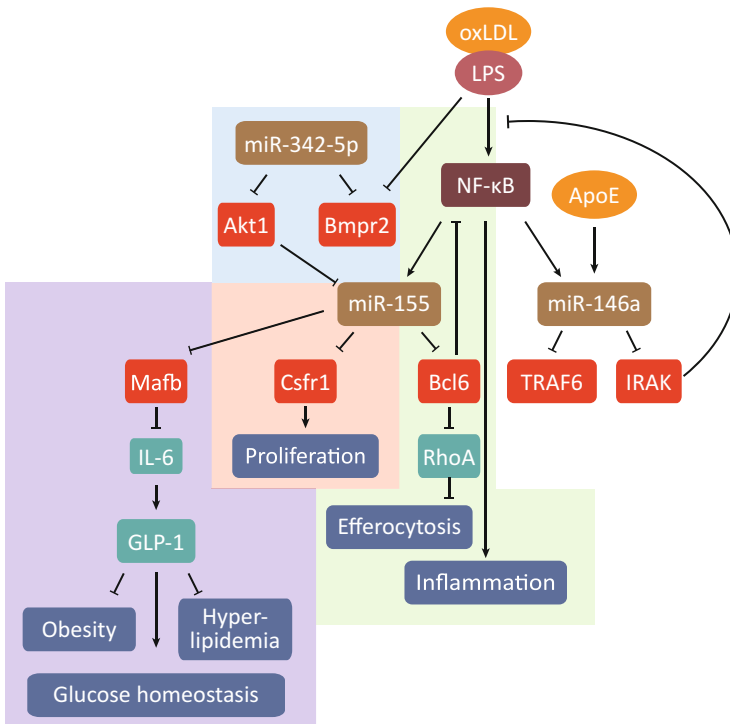 oxLDL
LPS
miR-342-5p
NF-κB
ApoE
Akt1
Bmpr2
miR-155
miR-146a
Mafb
Csfr1
Bcl6
TRAF6
IRAK
IL-6
Proliferation
RhoA
Efferocytosis
GLP-1
Inflammation
Obesity
Hyper-
lipidemia
Glucose homeostasis